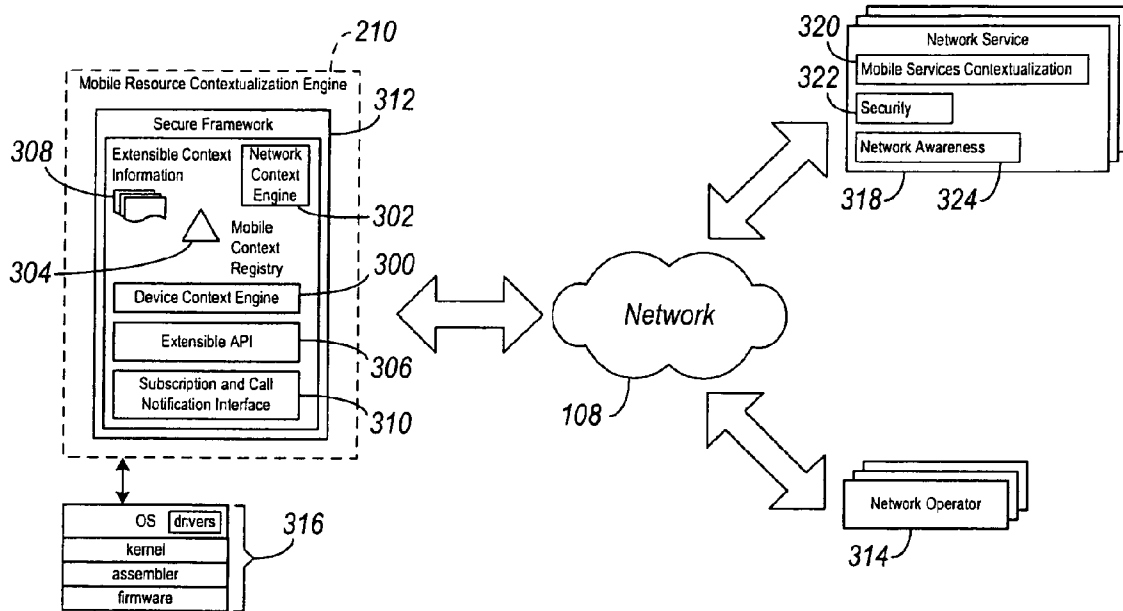 210
Mobile Resource Contextualization Engine
312
Secure Framework
308
Extensible Context
Information
Network
Context
Engine
302
304
Mobile
Context
Registry
300
Device Context Engine
Extensible API
306
Subscription and Call
Notification Interface
310
OS
drivers
kernel
assembler
firmware
316
Network
108
320
Network Service
Mobile Services Contextualization
322
Security
Network Awareness
318
324
Network Operator
314